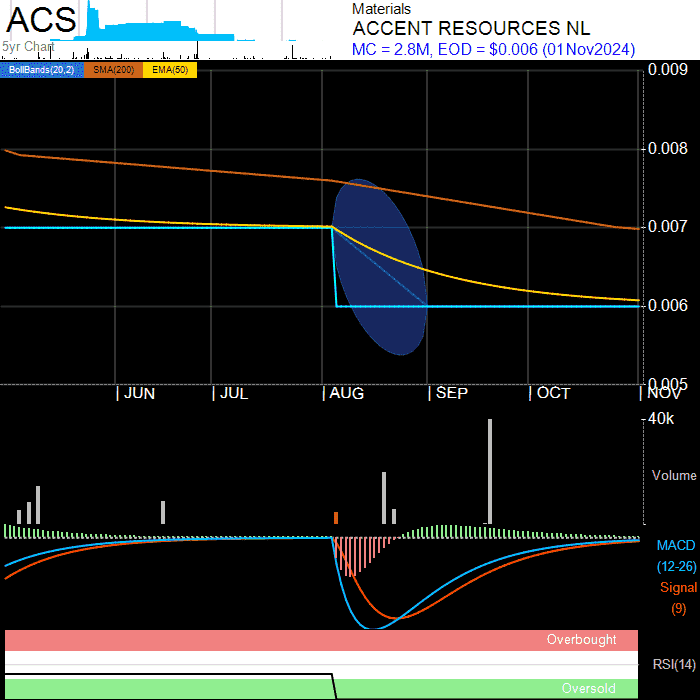 ACS
5yr Chart
Materials
ACCENT RESOURCES NL
MC = 2.8M, EOD = $0.006 (01Nov2024)
BollBands(20,2) SMA(200) EMA(50)
0.009
0.008
0.007
0.006
0.005
JUN JUL AUG SEP OCT NOV
40k
Volume
MACD
(12-26)
Signal
(9)
Overbought
RSI(14)
Oversold